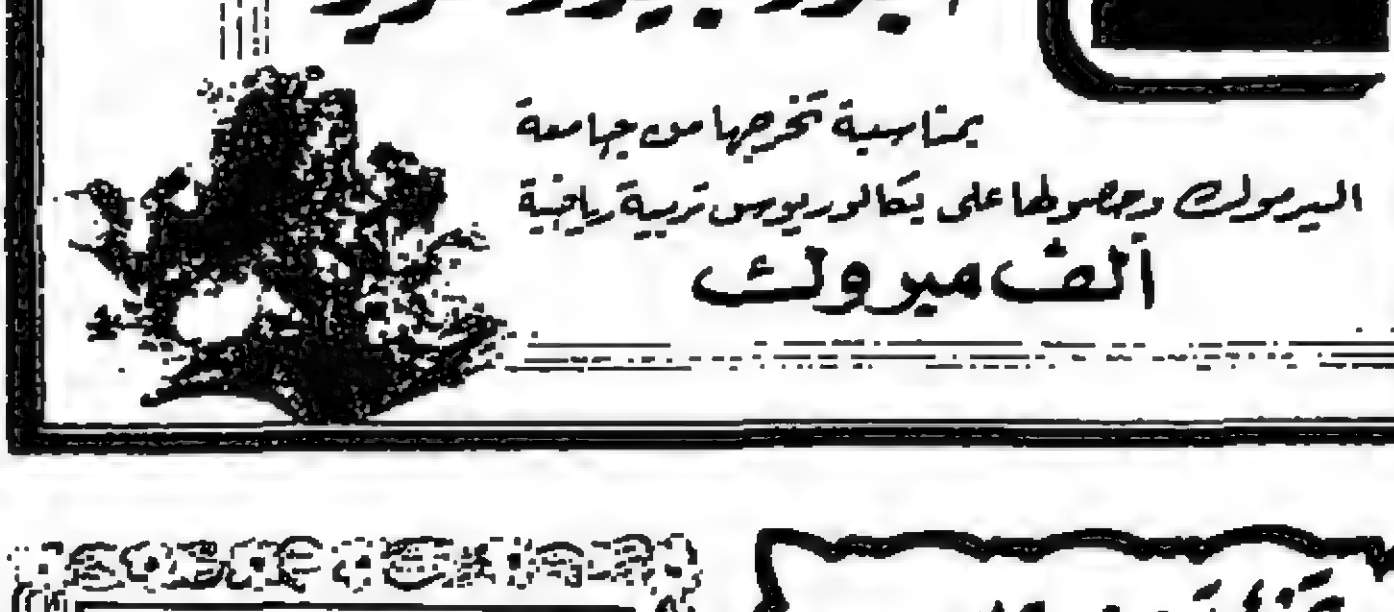 بمناسبة تخرجها من جامعة
اليرموك وحصولها على بكالوريوس تربية رياضية
ألف مبروك